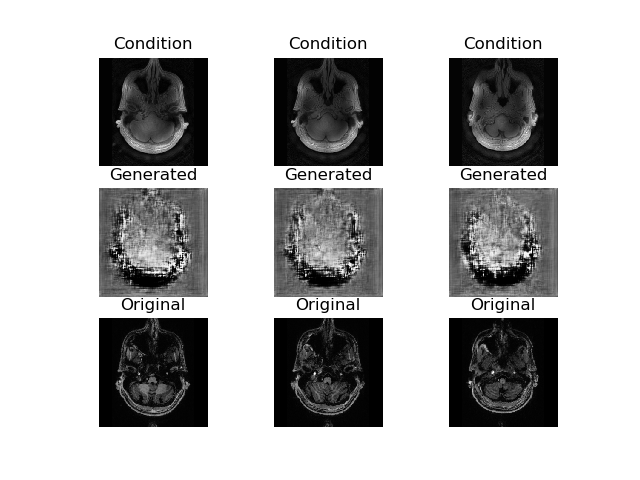 Condition Condition Condition
Generated Generated Generated
Original Original Original